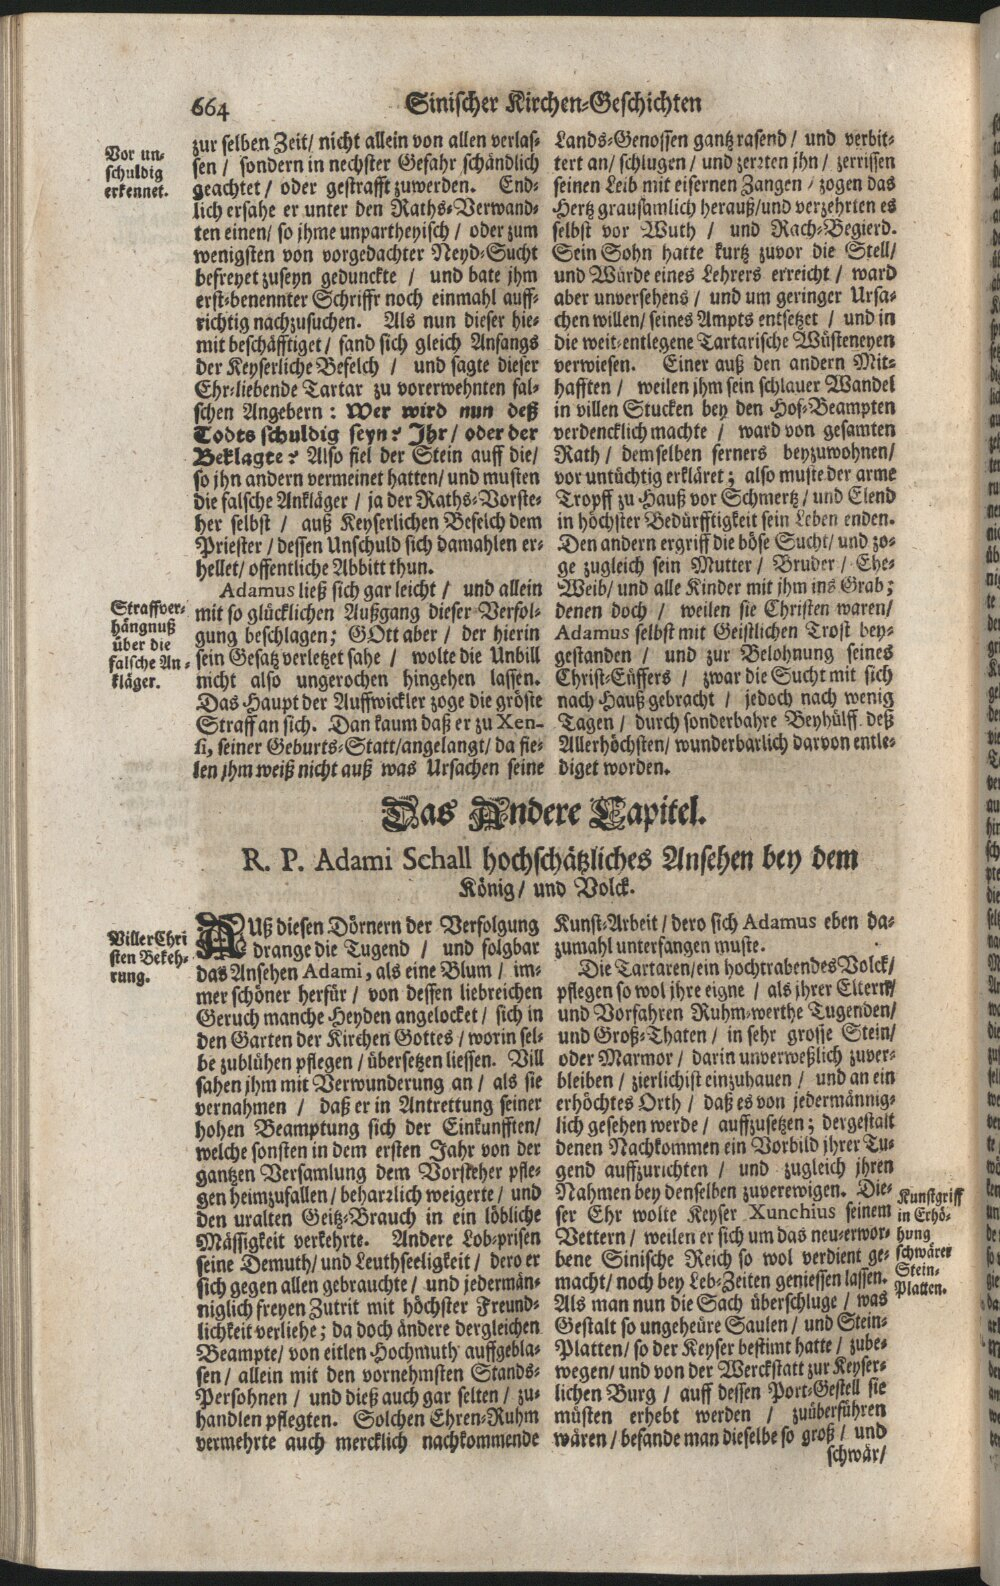 664
Sinischer Kirchen-Geschichten
Vor un-
schuldig
erkennet.
zur selben Zeit/ nicht allein von allen verlas-
sen / sondern in nechster Gefahr schändlich
geachtet / oder gestrafft zuwerden. End-
lich ersahe er unter den Raths-Verwand-
ten einen/ so jhme unpartheyisch / oder zum
wenigsten von vorgedachter Neyd-Sucht
befreyet zuseyn gedunckte / und bate jhm
erst-benennter Schrifft noch einmahl auff-
richtig nachzusuchen. Als nun dieser hie-
mit beschäfftiget / fand sich gleich Anfangs
der Keyserliche Befelch / und sagte dieser
Ehr-liebende Tartar zu vorerwehnten fal-
schen Angebern : Wer wird nun deß
Todts schuldig seyn? Ihr/ oder der
Beklagte? Also fiel der Stein auff die/
so jhn andern vermeinet hatten/ und musten
die falsche Ankläger / ja der Raths-Vorste-
her selbst / auß Keyserlichen Befelch dem
Priester / dessen Unschuld sich damahlen er-
hellet/ offentliche Abbitt thun.
Straffver-
hängnuß
über die
falsche An-
kläger.
Adamus ließ sich gar leicht / und allein
mit so glücklichen Außgang dieser Verfol-
gung beschlagen; GOtt aber / der hierin
sein Gesatz verletzet sahe / wolte die Unbill
nicht also ungerochen hingehen lassen.
Das Haupt der Auffwickler zoge die gröste
Straff an sich. Dan kaum daß er zu Xen-
si, seiner Geburts-Statt/angelangt/ da fie-
len jhm weiß nicht auß was Ursachen seine
Lands-Genossen gantz rasend / und verbit-
tert an/ schlugen / und zerrten jhn / zerrissen
seinen Leib mit eisernen Zangen / zogen das
Hertz grausamlich herauß/und verzehrten es
selbst vor Wuth / und Rach-Begierd.
Sein Sohn hatte kurtz zuvor die Stell/
und Würde eines Lehrers erreicht / ward
aber unversehens / und um geringer Ursa-
chen willen/ seines Ampts entsetzet / und in
die weit-entlegene Tartarische Wüsteneyen
verwiesen. Einer auß den andern Mit-
hafften / weilen jhm sein schlauer Wandel
in villen Stucken bey den Hof-Beampten
verdencklich machte / ward von gesamten
Rath / demselben ferners beyzuwohnen/
vor untüchtig erkläret; also muste der arme
Tropff zu Hauß vor Schmertz/ und Elend
in höchster Bedürfftigkeit sein Leben enden.
Den andern ergriff die böse Sucht/ und zo-
ge zugleich sein Mutter / Bruder / Ehe-
Weib/ und alle Kinder mit jhm ins Grab;
denen doch / weilen sie Christen waren/
Adamus selbst mit Geistlichen Trost bey-
gestanden / und zur Belohnung seines
Christ-Eüffers / zwar die Sucht mit sich
nach Hauß gebracht / jedoch nach wenig
Tagen / durch sonderbahre Beyhülff deß
Allerhöchsten/ wunderbarlich darvon entle-
diget worden.
Das Andere Capitel.
R. P. Adami Schall hochschätzliches Ansehen bey dem
König/ und Volck.
Viller Chri
sten Bekeh-
rung.
AUß diesen Dörnern der Verfolgung
drange die Tugend / und folgbar
das Ansehen Adami, als eine Blum / im-
mer schöner herfür / von dessen liebreichen
Geruch manche Heyden angelocket / sich in
den Garten der Kirchen Gottes / worin sel-
be zublühen pflegen / übersetzen liessen. Vill
sahen jhm mit Verwunderung an / als sie
vernahmen / daß er in Antrettung seiner
hohen Beamptung sich der Einkunfften/
welche sonsten in dem ersten Jahr von der
gantzen Versamlung dem Vorsteher pfle-
gen heimzufallen / beharrlich weigerte / und
den uralten Geitz-Brauch in ein löbliche
Mässigkeit verkehrte. Andere Lob-prisen
seine Demuth/ und Leuthseeligkeit / dero er
sich gegen allen gebrauchte / und jedermän-
niglich freyen Zutrit mit höchster Freund-
lichkeit verliehe; da doch ändere dergleichen
Beampte/ von eitlen Hochmuth auffgebla-
sen / allein mit den vornehmsten Stands-
Persohnen / und dieß auch gar selten / zu-
handlen pflegten. Solchen Ehren-Ruhm
vermehrte auch mercklich nachkommende
Kunst-Arbeit / dero sich Adamus eben da-
zumahl unterfangen muste.
Die Tartaren/ein hochtrabendes Volck/
pflegen so wol jhre eigne / als jhrer Eltern/
und Vorfahren Ruhm-werthe Tugenden/
und Groß-Thaten / in sehr grosse Stein/
oder Marmor / darin unverweßlich zuver-
bleiben / zierlichist einzuhauen / und an ein
erhöchtes Orth / daß es von jedermännig-
lich gesehen werde / auffzusetzen; dergestalt
denen Nachkommen ein Vorbild jhrer Tu-
gend auffzurichten / und zugleich jhren
Nahmen bey denselben zuverewigen. Die-
ser Ehr wolte Keyser Xunchius seinem
Vettern / weilen er sich um das neu-erwor-
bene Sinische Reich so wol verdient ge-
macht/ noch bey Leb-Zeiten geniessen lassen.
Als man nun die Sach überschluge / was
Gestalt so ungeheüre Saulen / und Stein-
Platten/ so der Keyser bestimt hatte / zube-
wegen/ und von der Werckstatt zur Keyser-
lichen Burg / auff dessen Port-Gestell sie
müsten erhebt werden / zuüberführen
wären / befande man dieselbe so groß / und
schwär/
Kunstgriff
in Erhö-
hung
schwärer
Stein-
Platten.